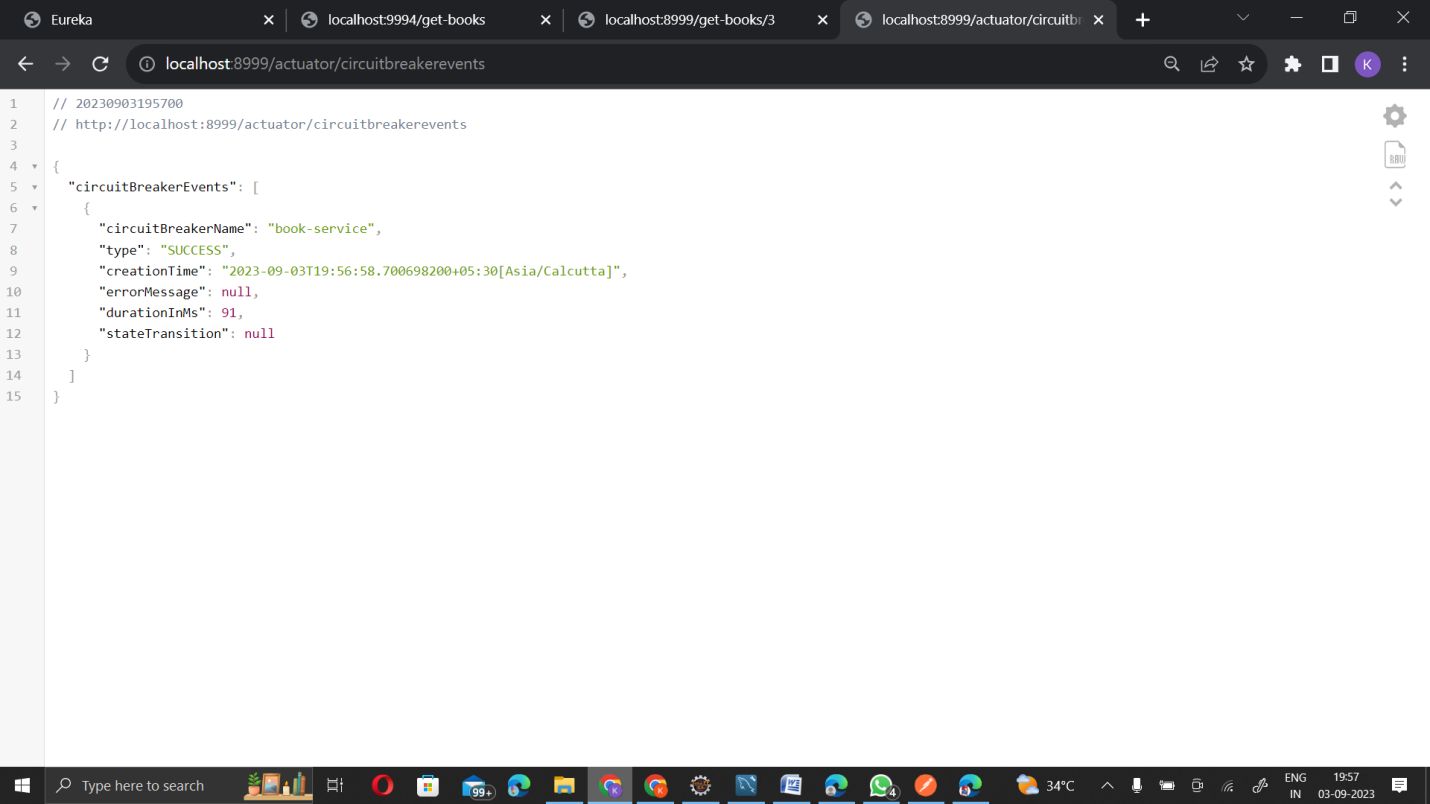 Eureka
localhost:9994/get-books
localhost:8999/get-books/3
localhost:8999/actuator/circuitbr
localhost:8999/actuator/circuitbreakerevents
K
1 // 20230903195700
2 // http://localhost:8999/actuator/circuitbreakerevents
3
4 {
5 "circuitBreakerEvents": [
6 {
7 "circuitBreakerName": "book-service",
8 "type": "SUCCESS",
9 "creationTime": "2023-09-03T19:56:58.700698200+05:30[Asia/Calcutta]",
10 "errorMessage": null,
11 "durationInMs": 91,
12 "stateTransition": null
13 }
14 ]
15 }
RAW
Type here to search
99+
K
K
4
34°C
ENG
IN
19:57
03-09-2023